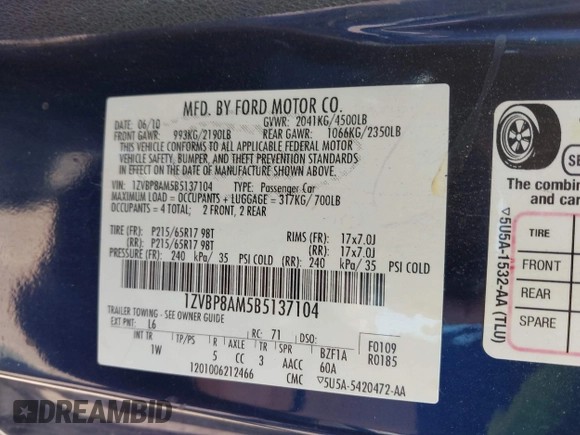 MFD. BY FORD MOTOR CO.
DATE: 06/10 GVWR: 2041KG/4500LB
FRONT GAWR: 993KG/2190LB REAR GAWR: 1066KG/2350LB
THIS VEHICLE CONFORMS TO ALL APPLICABLE FEDERAL MOTOR
VEHICLE SAFETY, BUMPER, AND THEFT PREVENTION STANDARDS
IN EFFECT ON THE DATE OF MANUFACTURE SHOWN ABOVE.
VIN: 1ZVBP8AM5B5137104 TYPE: Passenger Car
MAXIMUM LOAD = OCCUPANTS + LUGGAGE = 317KG/700LB
OCCUPANTS = 4 TOTAL; 2 FRONT, 2 REAR
TIRE (FR): P215/65R17 98T RIMS (FR): 17x7.0J
(RR): P215/65R17 98T (RR): 17x7.0J
PRESSURE (FR): 240 kPA/ 35 PSI COLD (RR) 240 kPA/ 35 PSI COLD
1ZVBP8AM5B5137104
TRAILER TOWING - SEE OWNER GUIDE
EXT PNT: L6 RC: 71 DSO: F0109
INT TR TP/PS R AXLE TR SPR BZF1A R0185
1W 5 CC 3 AACC 60A
1201006212466 CMC ▽5U5A-5420472-AA
SE
The combin
and car
TIRE
FRONT
REAR
SPARE
▽5U5A-1532-AA (TLU)
DREAMBID